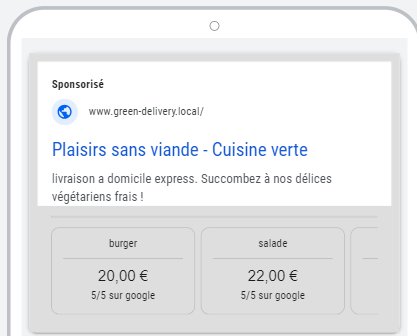 Sponsorisé
www.green-delivery.local/
Plaisirs sans viande - Cuisine verte
livraison a domicile express. Succombez à nos délices
végétariens frais !
burger
salade
20,00 €
22,00 €
5/5 sur google
5/5 sur google